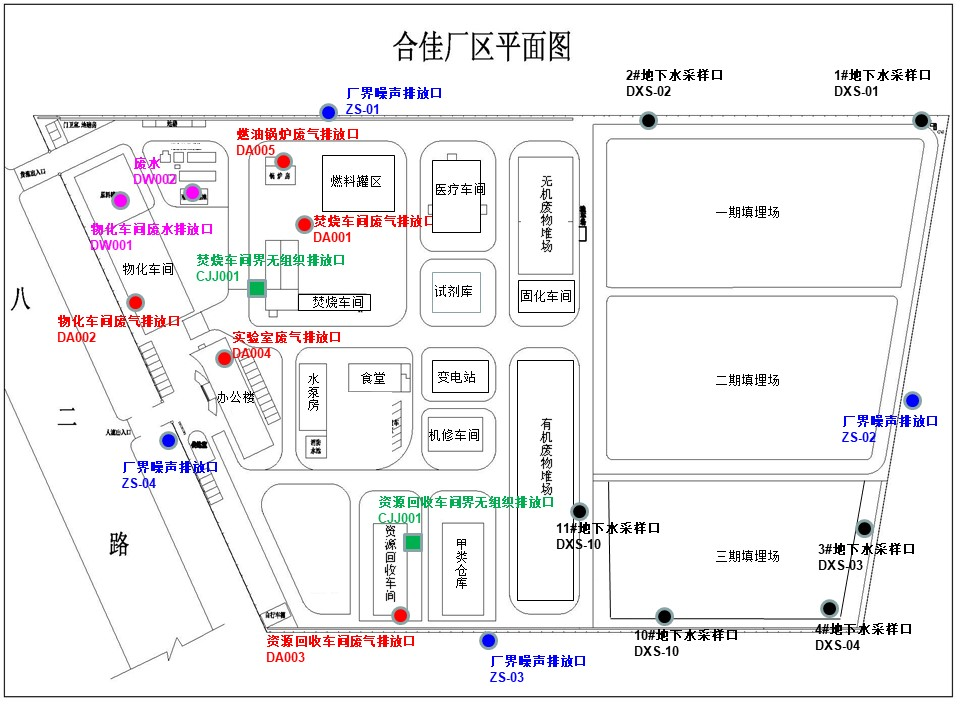 合佳厂区平面图
2#地下水采样口
DXS-02
1#地下水采样口
DXS-01
厂界噪声排放口
ZS-01
燃油锅炉废气排放口
DA005
锅炉房
燃料罐区
医疗车间
无机废物堆场
一期填埋场
废水
DW002
物化车间废水排放口
DW001
焚烧车间废气排放口
DA001
物化车间
焚烧车间界无组织排放口
CJJ001
焚烧车间
试剂库
固化车间
物化车间废气排放口
DA002
实验室废气排放口
DA004
办公楼
水泵房
食堂
变电站
机修车间
有机废物堆场
二期填埋场
厂界噪声排放口
ZS-02
八
二
路
人流出入口
厂界噪声排放口
ZS-04
资源回收车间界无组织排放口
CJJ001
资源回收车间
甲类仓库
11#地下水采样口
DXS-10
三期填埋场
3#地下水采样口
DXS-03
自行车棚
资源回收车间废气排放口
DA003
厂界噪声排放口
ZS-03
10#地下水采样口
DXS-10
4#地下水采样口
DXS-04